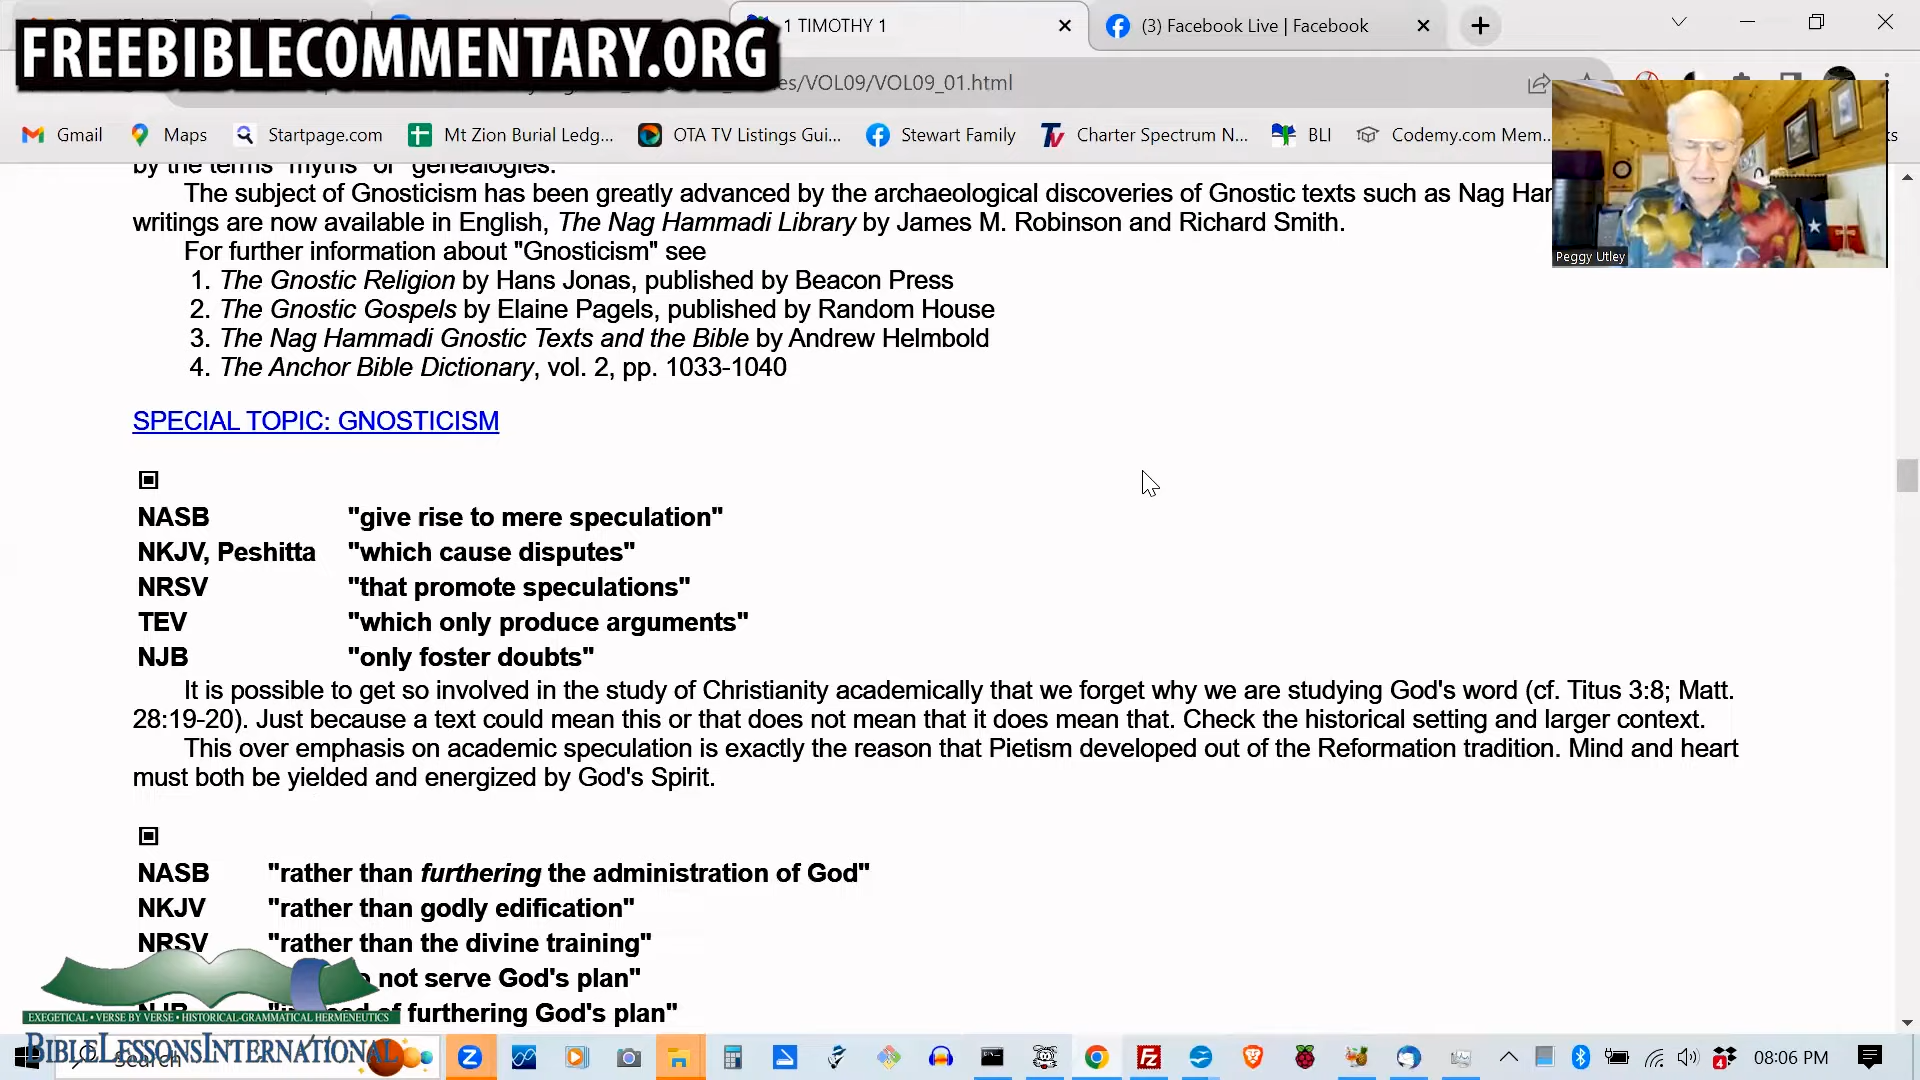 FREEBIBLECOMMENTARY.ORG
1 TIMOTHY 1
(3) Facebook Live | Facebook
es/VOL09/VOL09_01.html
Gmail
Maps
Startpage.com
Mt Zion Burial Ledg...
OTA TV Listings Gui...
Stewart Family
Charter Spectrum N...
BLI
Codemy.com Mem...
ks
by the terms "myths" or "genealogies."
The subject of Gnosticism has been greatly advanced by the archaeological discoveries of Gnostic texts such as Nag Ham
writings are now available in English, The Nag Hammadi Library by James M. Robinson and Richard Smith.
For further information about "Gnosticism" see
1. The Gnostic Religion by Hans Jonas, published by Beacon Press
2. The Gnostic Gospels by Elaine Pagels, published by Random House
3. The Nag Hammadi Gnostic Texts and the Bible by Andrew Helmbold
4. The Anchor Bible Dictionary, vol. 2, pp. 1033-1040
Peggy Utley
SPECIAL TOPIC: GNOSTICISM
NASB "give rise to mere speculation"
NKJV, Peshitta "which cause disputes"
NRSV "that promote speculations"
TEV "which only produce arguments"
NJB "only foster doubts"
It is possible to get so involved in the study of Christianity academically that we forget why we are studying God's word (cf. Titus 3:8; Matt.
28:19-20). Just because a text could mean this or that does not mean that it does mean that. Check the historical setting and larger context.
This over emphasis on academic speculation is exactly the reason that Pietism developed out of the Reformation tradition. Mind and heart
must both be yielded and energized by God's Spirit.
NASB "rather than furthering the administration of God"
NKJV "rather than godly edification"
NRSV "rather than the divine training"
not serve God's plan"
NJB of furthering God's plan"
EXEGETICAL • VERSE BY VERSE • HISTORICAL-GRAMMATICAL HERMENEUTICS
BIBLELESSONSINTERNATIONAL
Search
08:06 PM